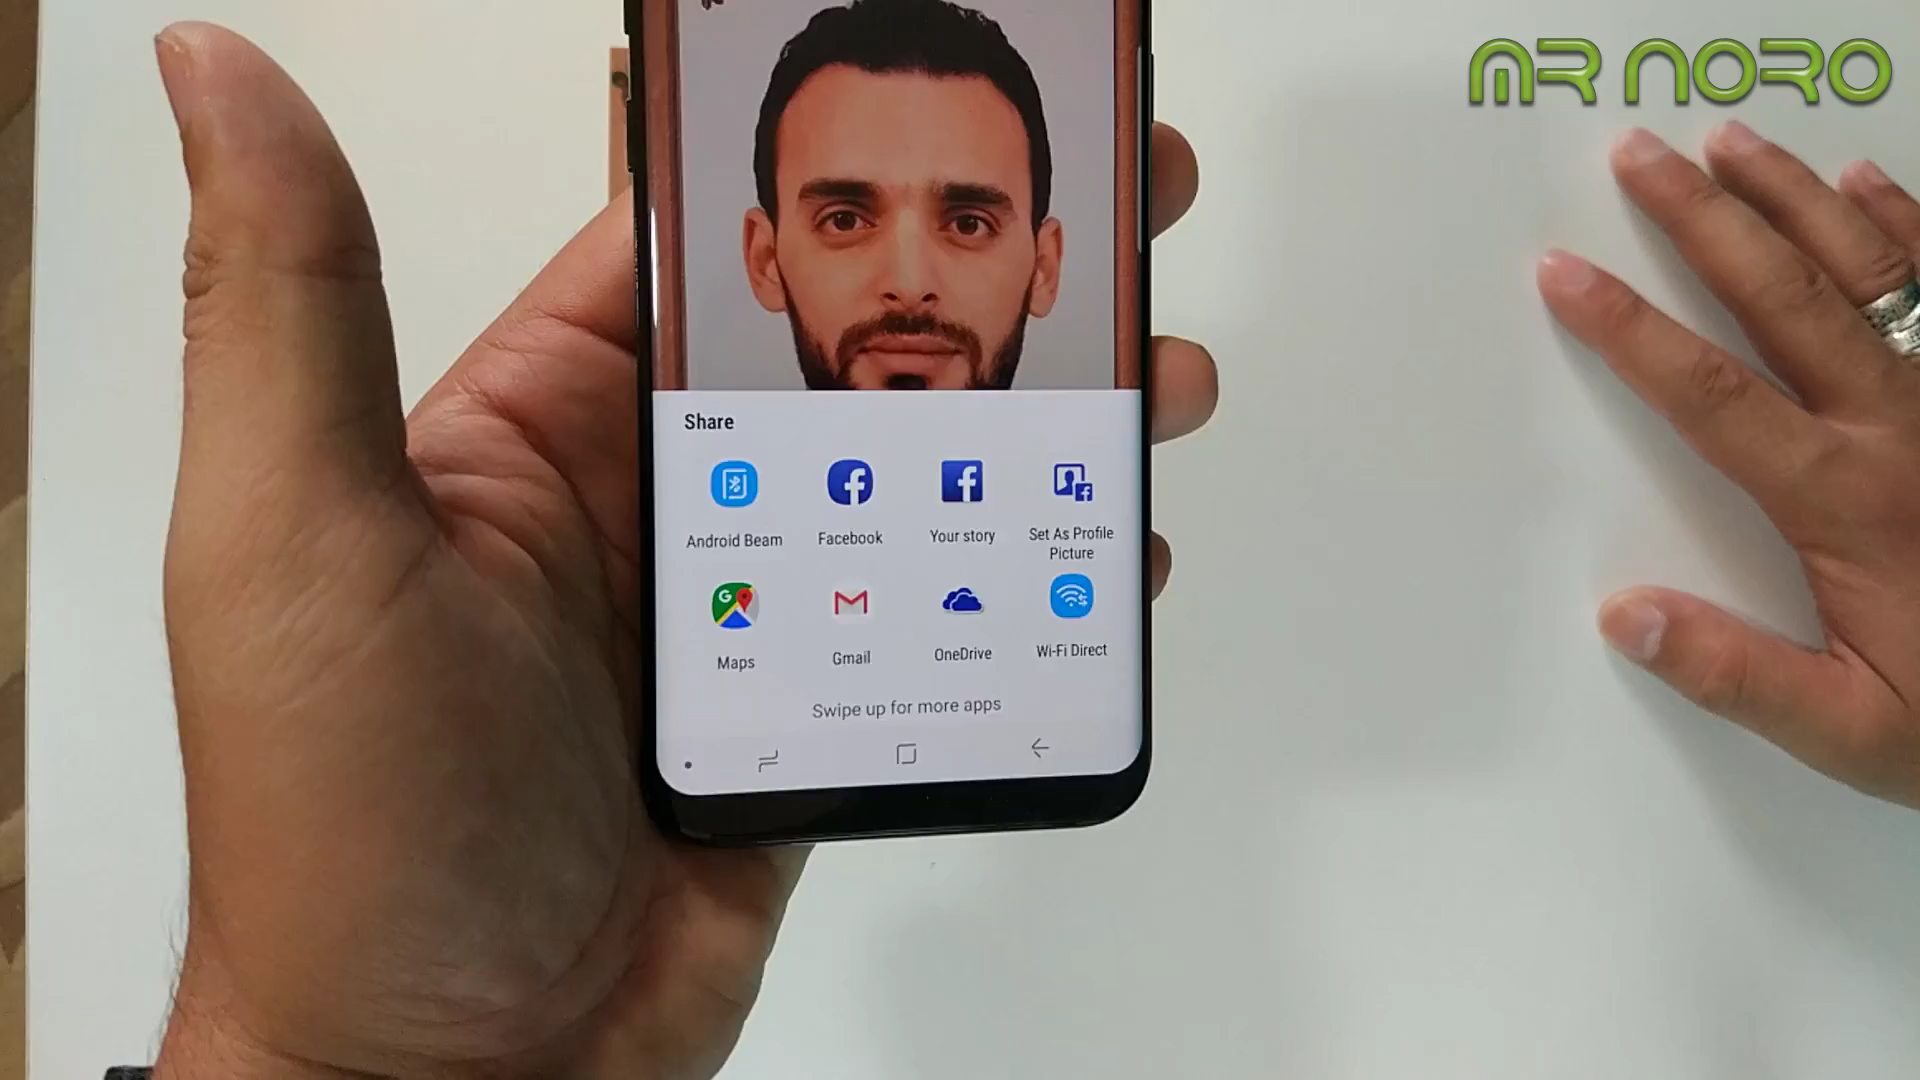 MR NORO
Share
Android Beam
Facebook
Your story
Set As Profile
Picture
Maps
Gmail
OneDrive
Wi-Fi Direct
Swipe up for more apps